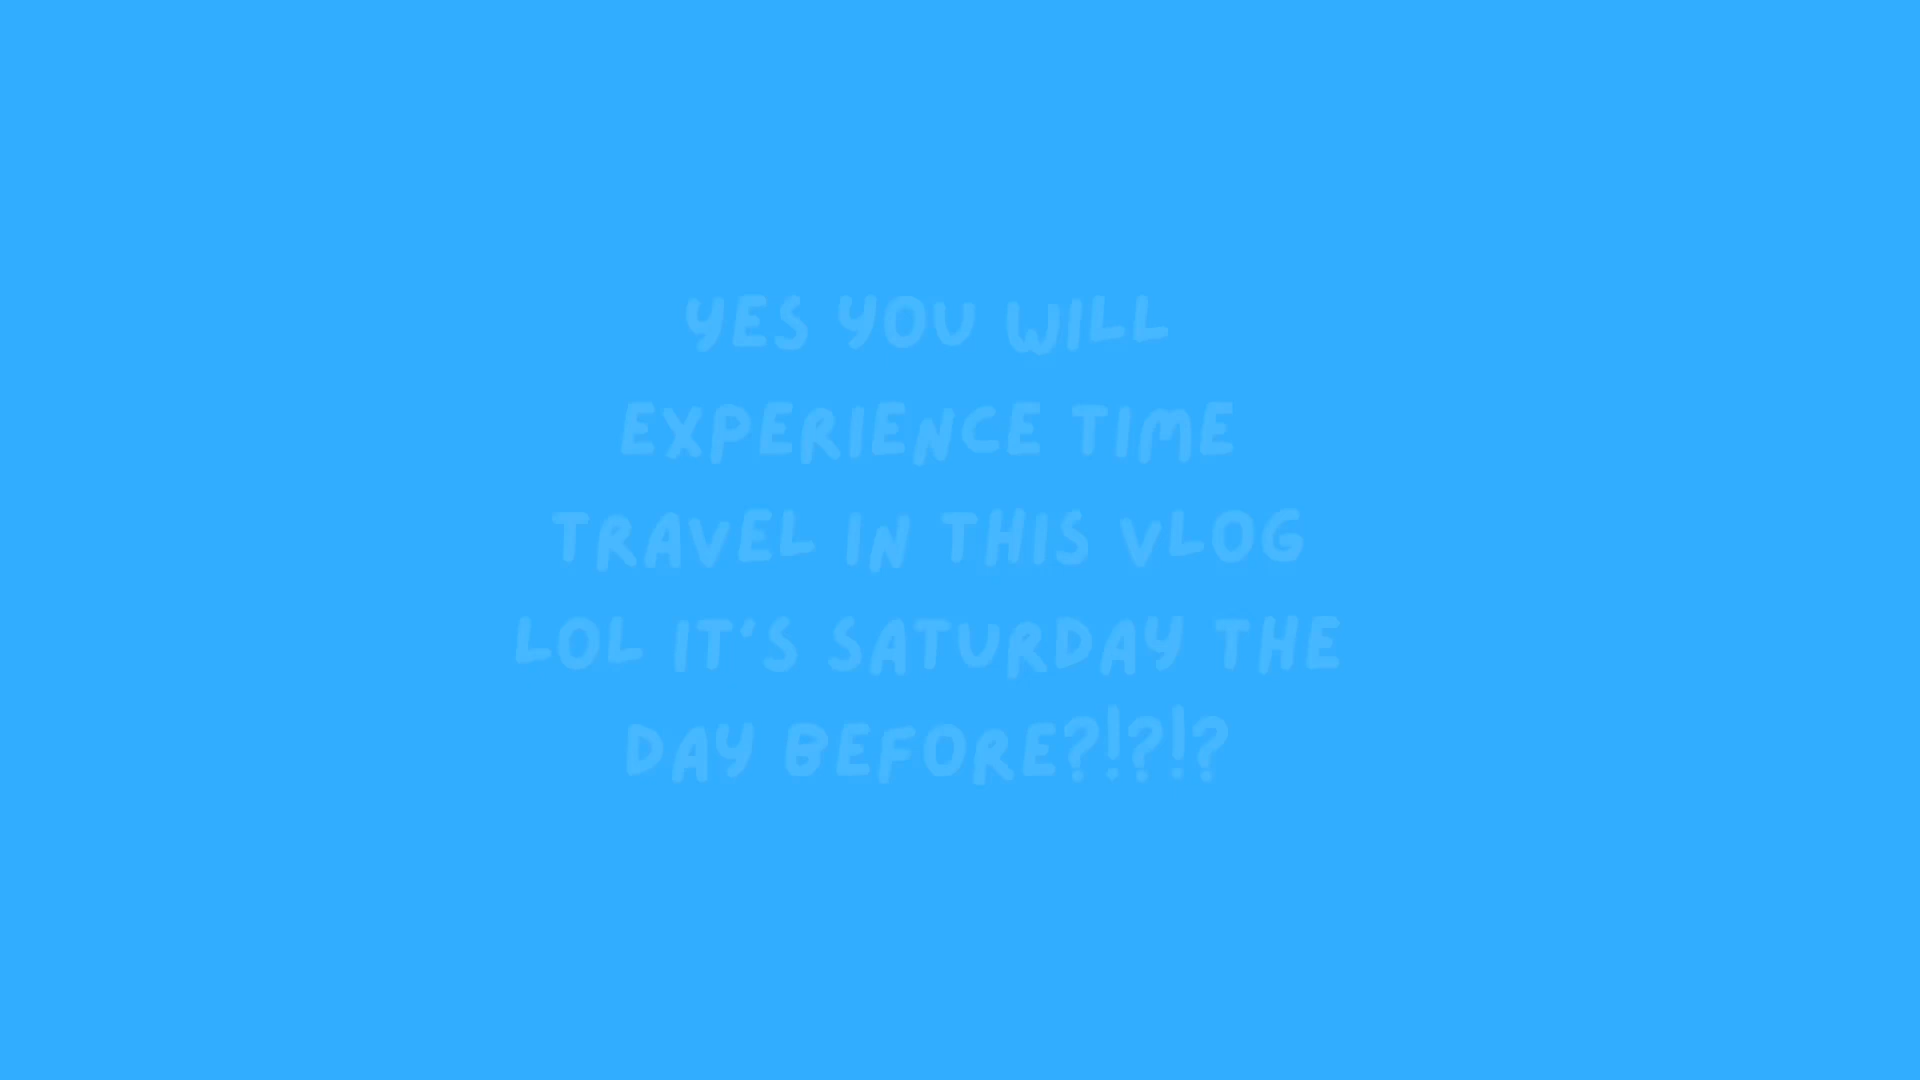 YES YOU WILL
EXPERIENCE TIME
TRAVEL IN THIS VLOG
LOL IT'S SATURDAY THE
DAY BEFORE?!?!?